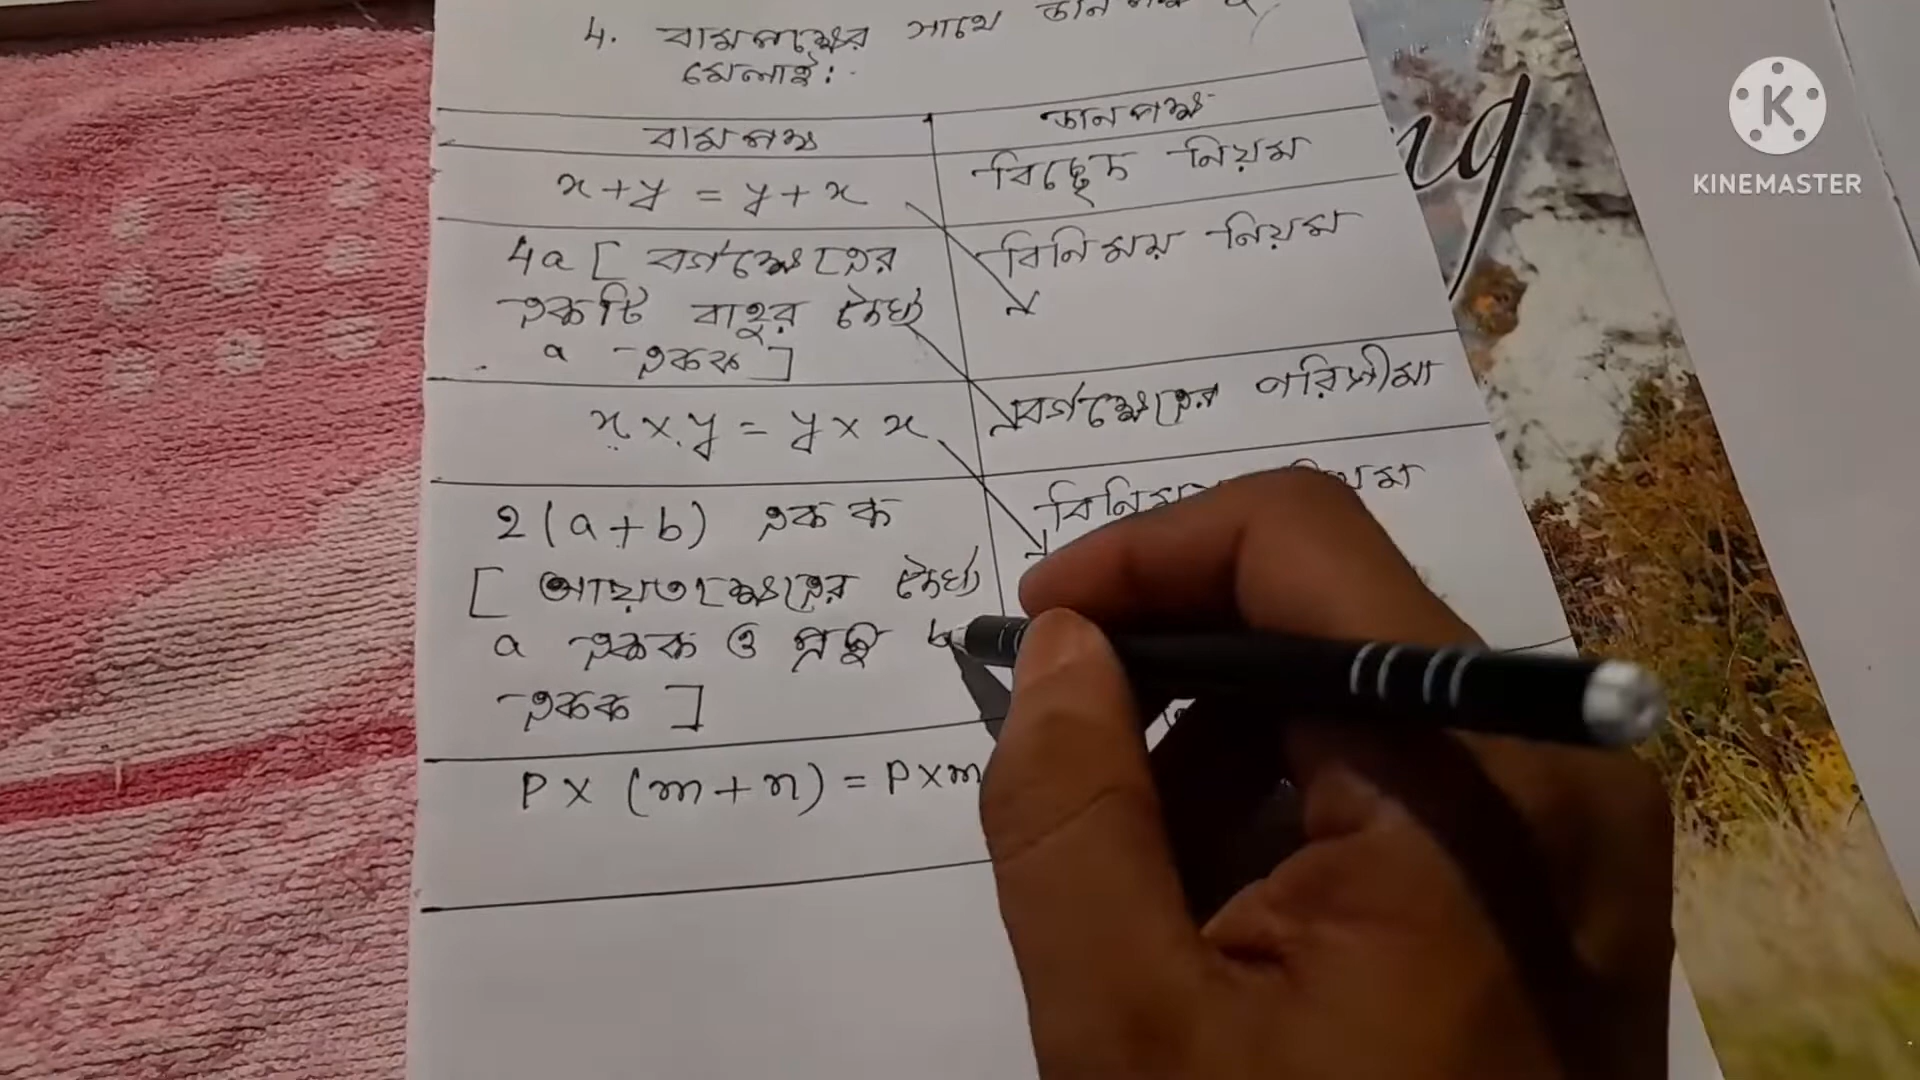 4. বামপক্ষের সাথে ডান
মেলাই:-
বামপক্ষ
ডানপক্ষ
x+y = y+x
বিচ্ছেদ নিয়ম
4a [ বর্গক্ষেত্রের
একটি বাহুর দৈর্ঘ্য
a একক ]
বিনিময় নিয়ম
x × y = y × x
বর্গক্ষেত্রের পরিসীমা
2(a+b) একক
[ আয়তক্ষেত্রের দৈর্ঘ্য
a একক ও প্রস্থ b
একক ]
P × (m+n) = P×m
ng
K
KINEMASTER